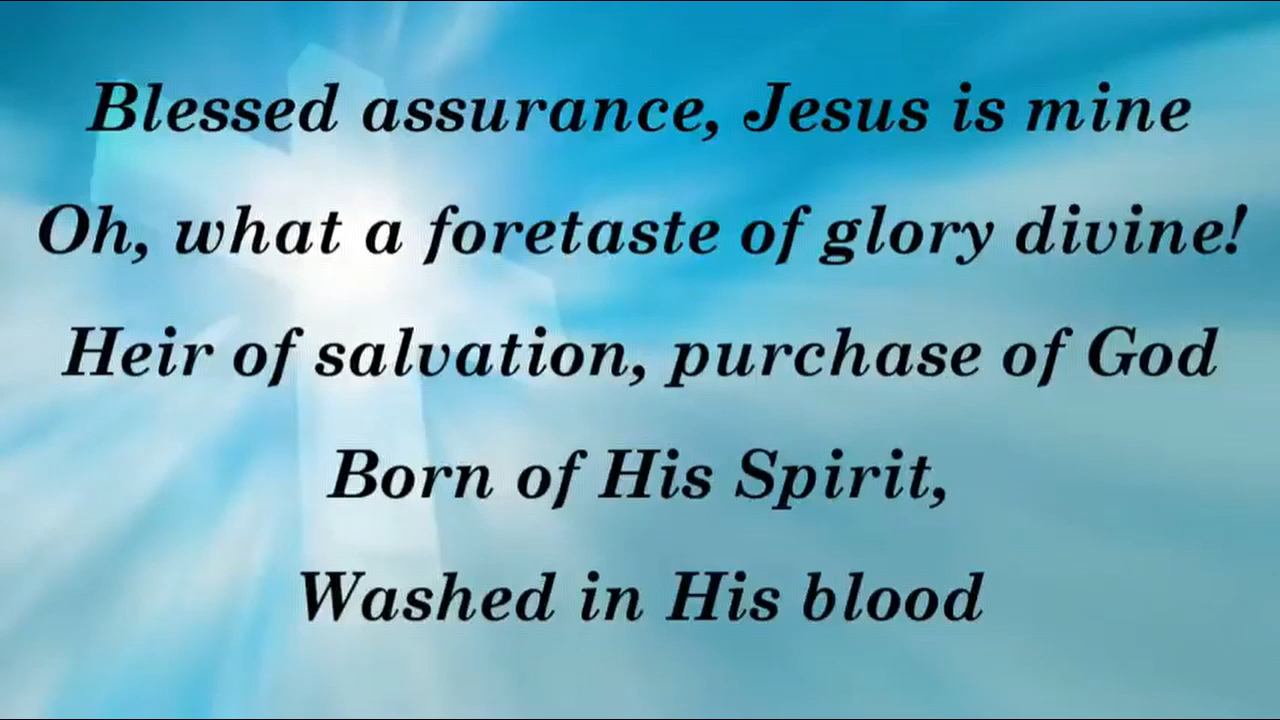 Blessed assurance, Jesus is mine
Oh, what a foretaste of glory divine!
Heir of salvation, purchase of God
Born of His Spirit,
Washed in His blood